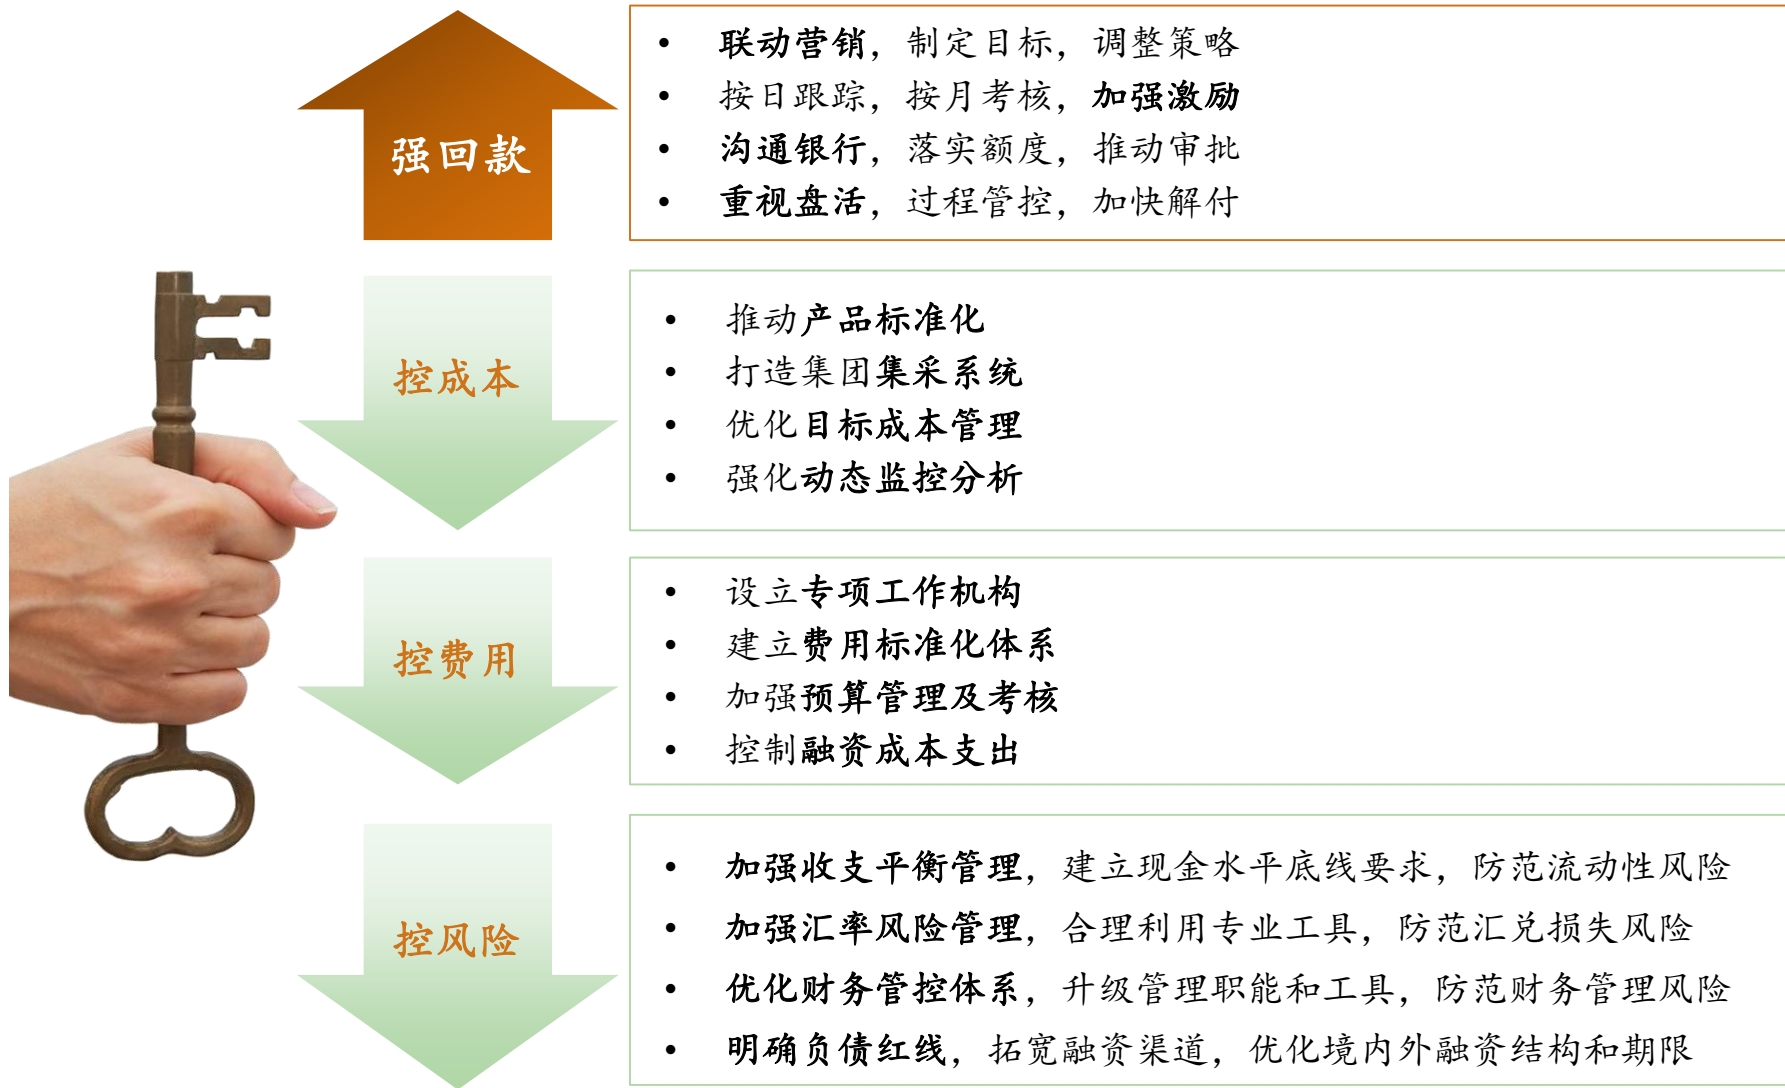 强回款
• 联动营销，制定目标，调整策略
• 按日跟踪，按月考核，加强激励
• 沟通银行，落实额度，推动审批
• 重视盘活，过程管控，加快解付
控成本
• 推动产品标准化
• 打造集团集采系统
• 优化目标成本管理
• 强化动态监控分析
控费用
• 设立专项工作机构
• 建立费用标准化体系
• 加强预算管理及考核
• 控制融资成本支出
控风险
• 加强收支平衡管理，建立现金水平底线要求，防范流动性风险
• 加强汇率风险管理，合理利用专业工具，防范汇兑损失风险
• 优化财务管控体系，升级管理职能和工具，防范财务管理风险
• 明确负债红线，拓宽融资渠道，优化境内外融资结构和期限